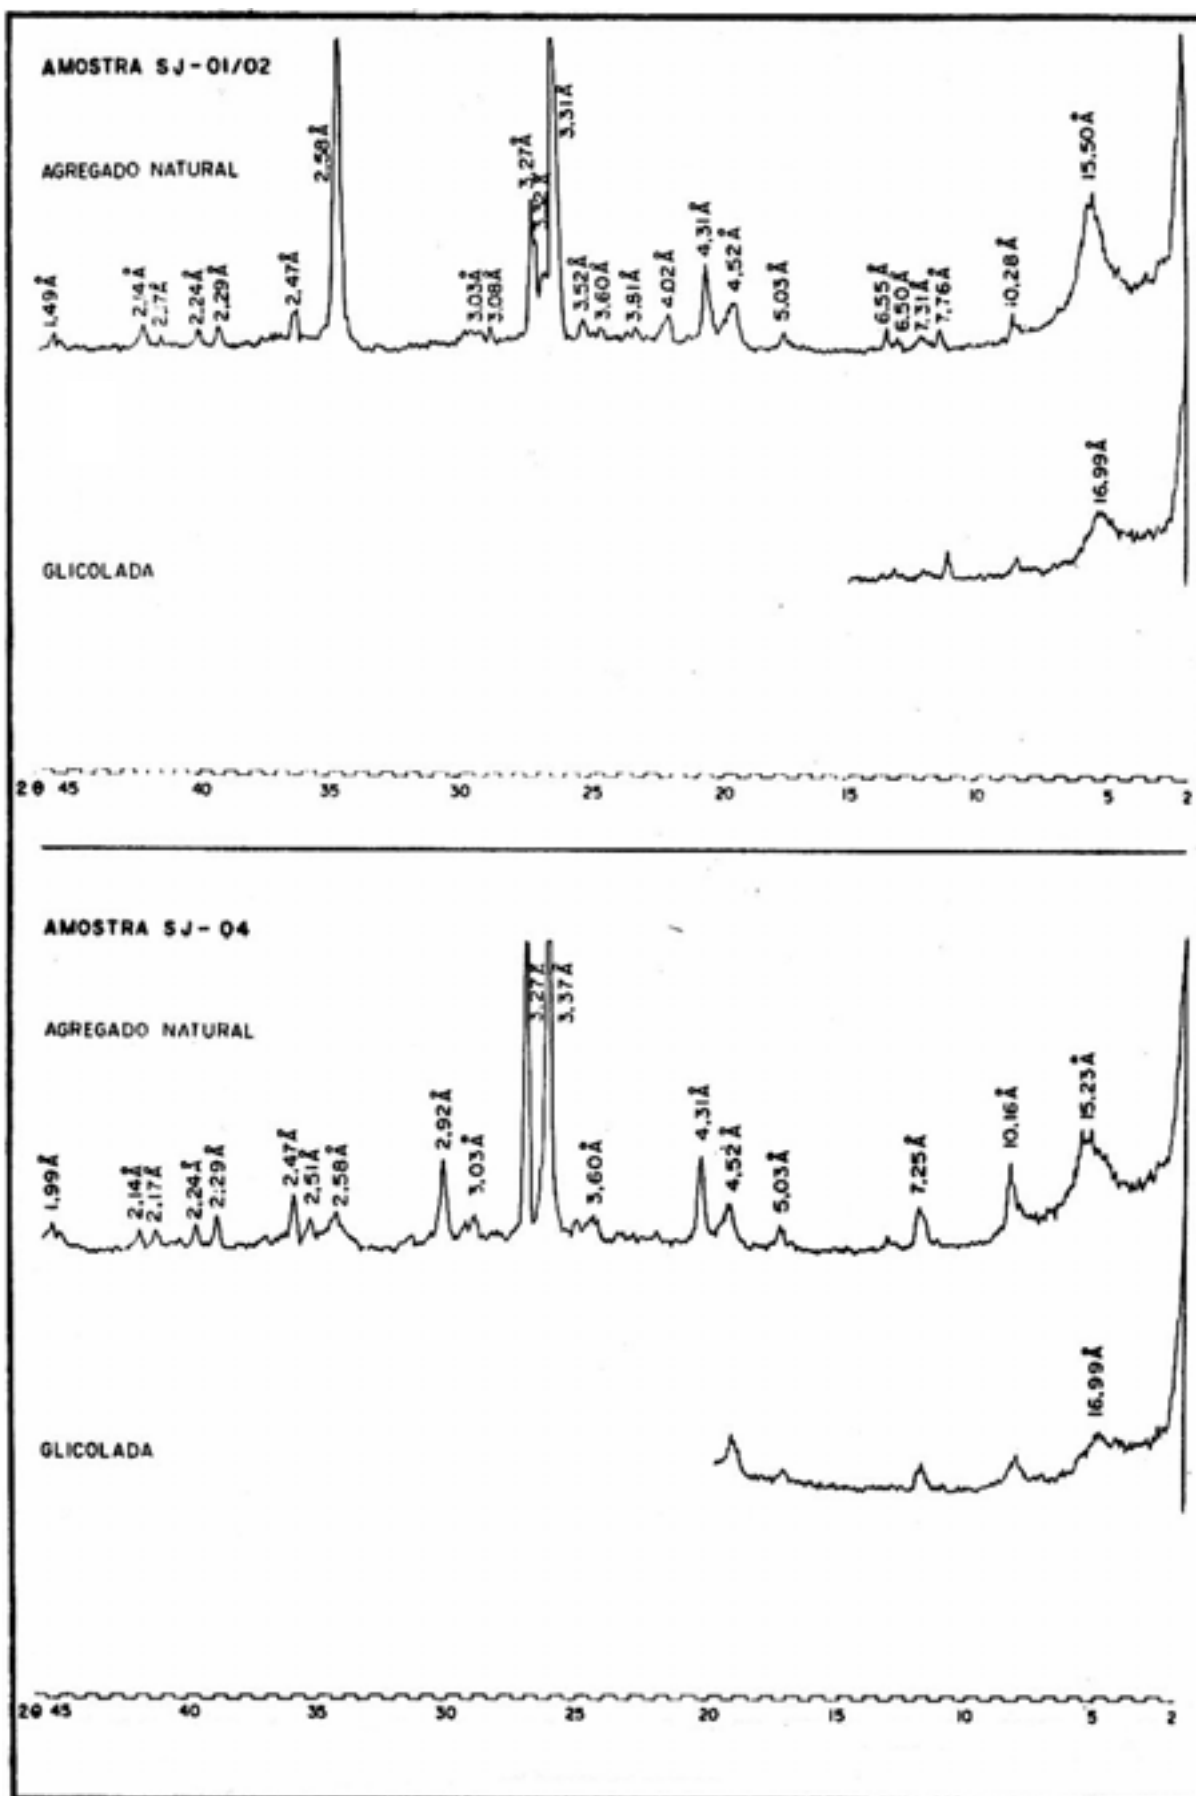 AMOSTRA SJ-01/02
AGREGADO NATURAL
1,49Å 2,14Å 2,24Å 2,29Å 2,47Å 2,58Å 3,03Å 3,08Å 3,27Å 3,31Å 3,52Å 3,60Å 3,81Å 4,02Å 4,31Å 4,52Å 5,03Å 6,55Å 6,50Å 7,31Å 7,76Å 10,28Å 15,50Å
16,99Å
GLICOLADA
2θ 45 40 35 30 25 20 15 10 5 2
AMOSTRA SJ-04
AGREGADO NATURAL
1,99Å 2,14Å 2,17Å 2,24Å 2,29Å 2,47Å 2,51Å 2,58Å 2,92Å 3,03Å 3,27Å 3,37Å 3,60Å 4,31Å 4,52Å 5,03Å 7,25Å 10,16Å 15,23Å
16,99Å
GLICOLADA
2θ 45 40 35 30 25 20 15 10 5 2